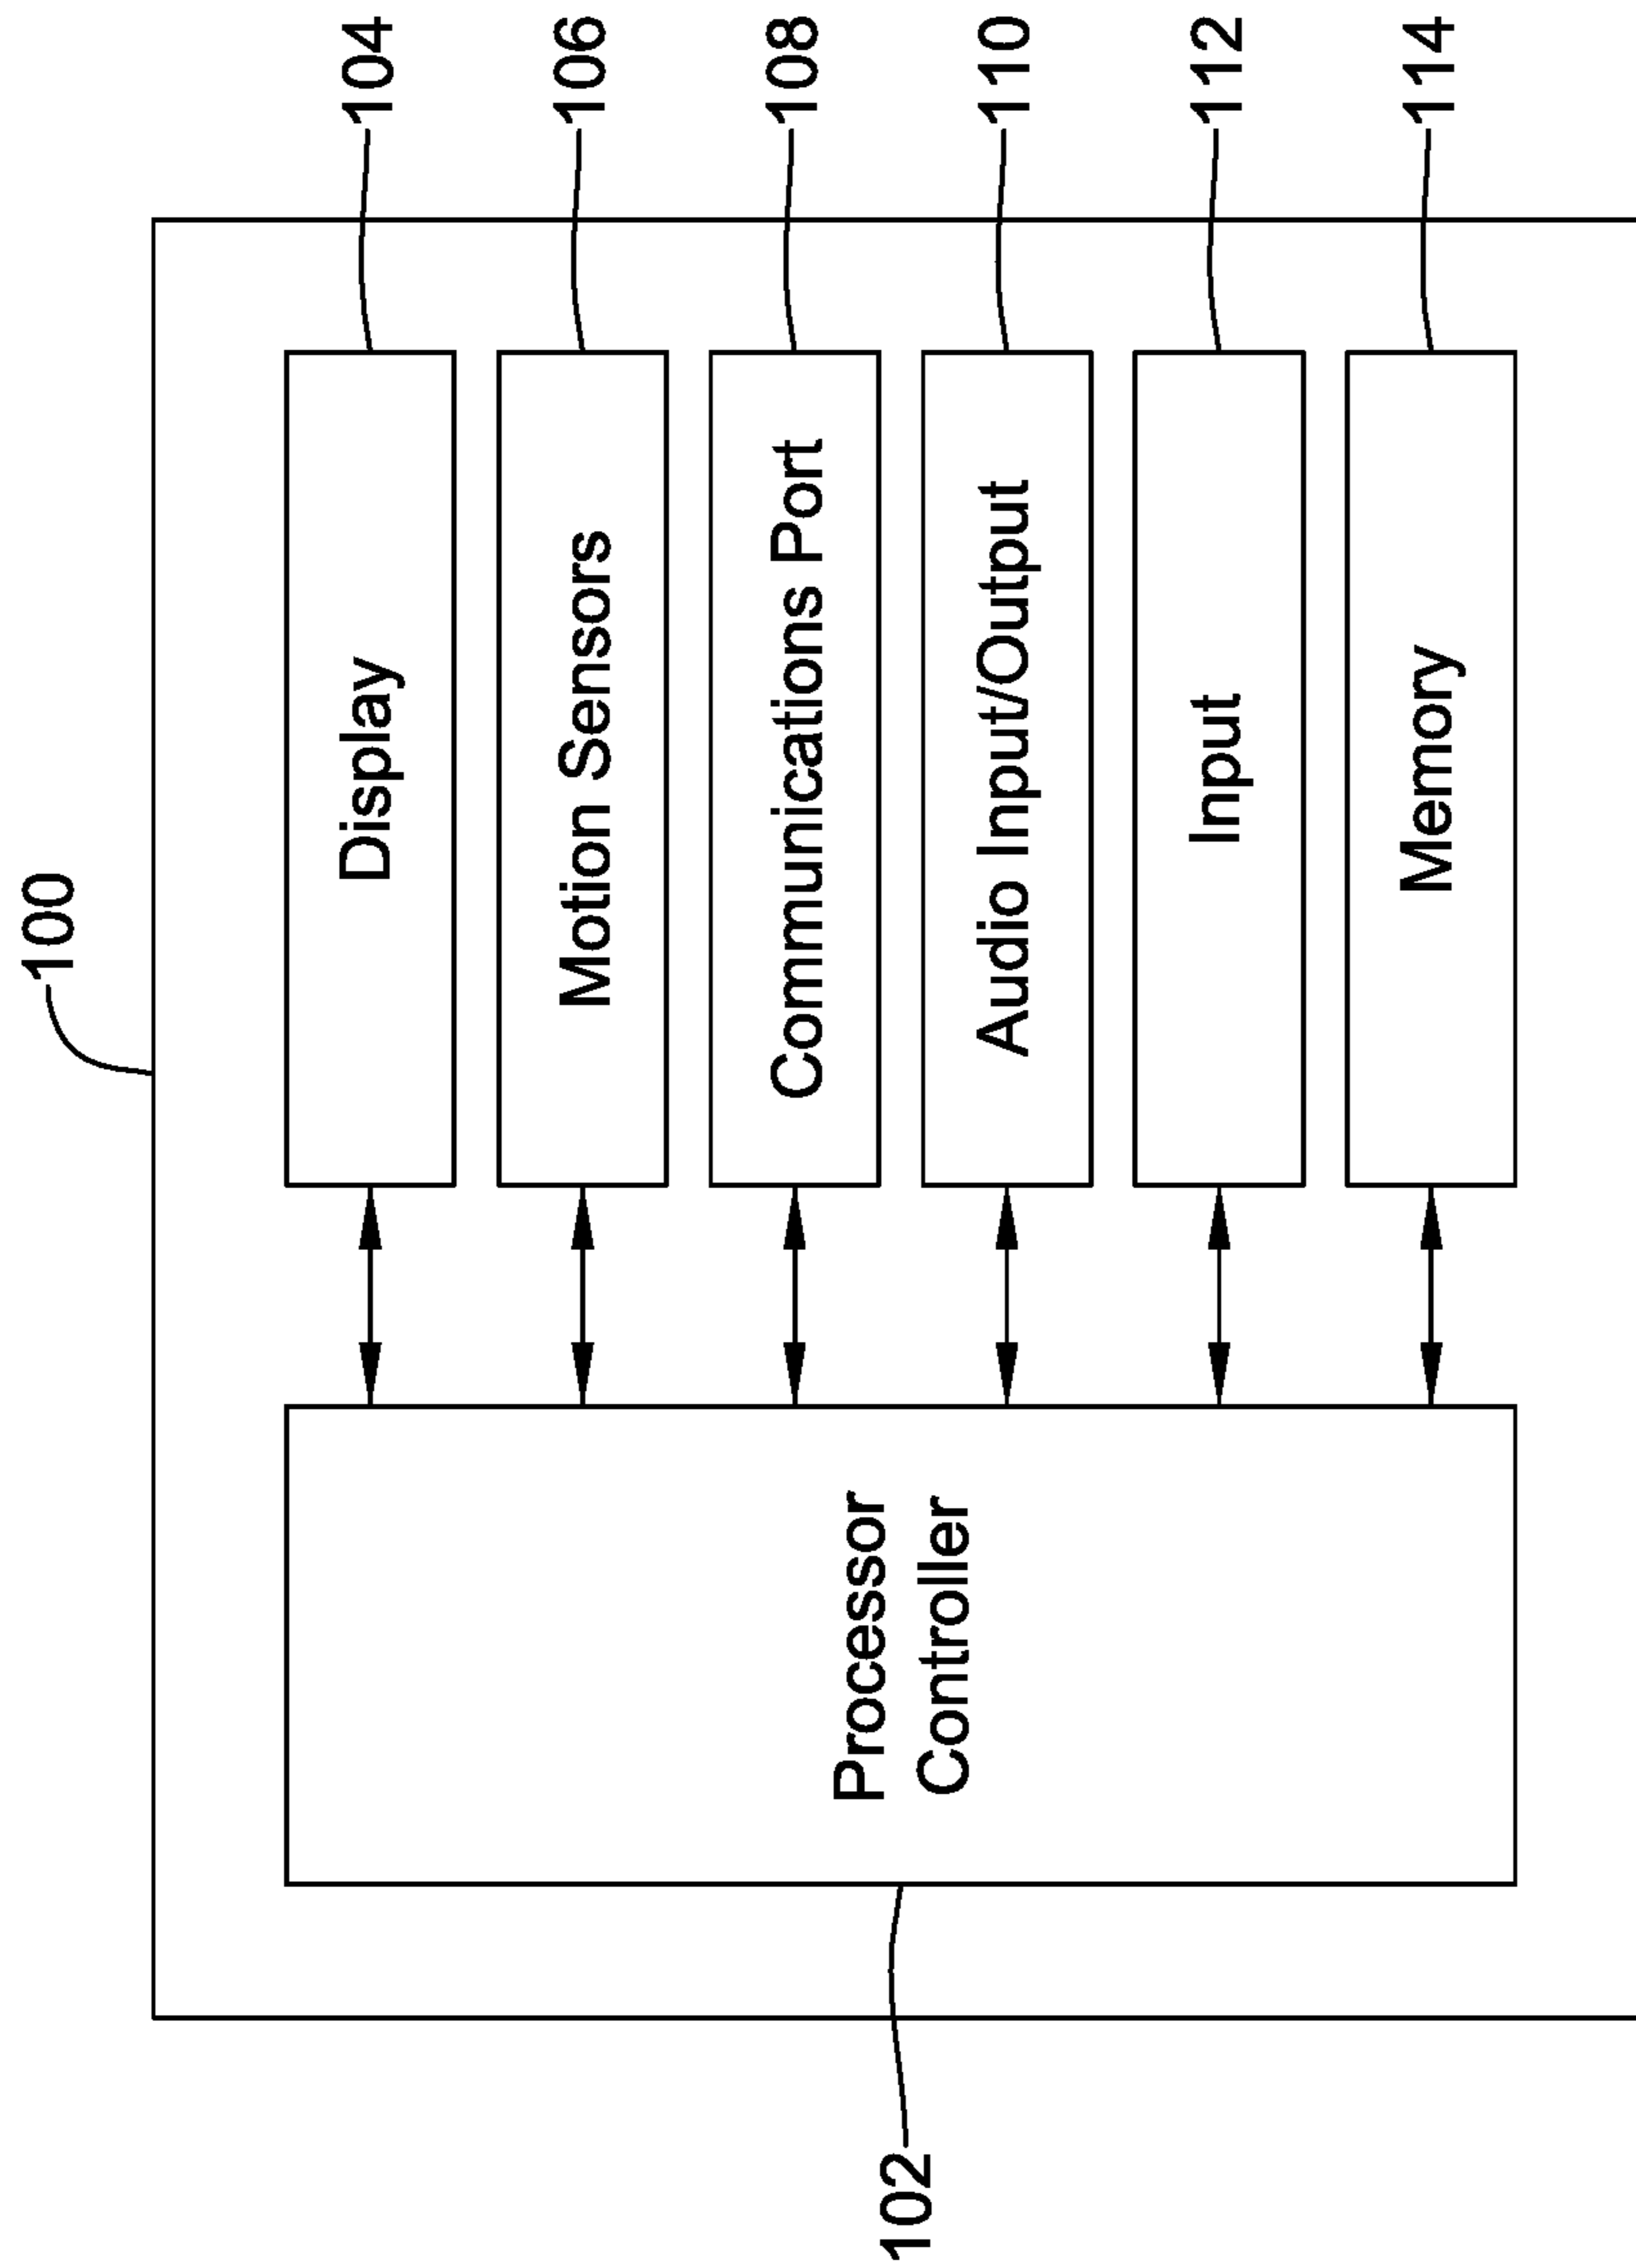 100
Display
104
Motion Sensors
106
Communications Port
108
Processor
Controller
102
Audio Input/Output
110
Input
112
Memory
114